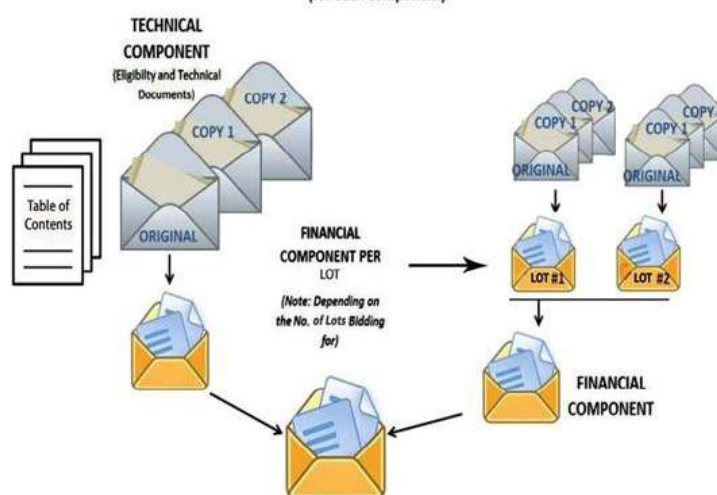 TECHNICAL
COMPONENT
(Eligibilty and Technical
Documents)
COPY 2
COPY 1
ORIGINAL
Table of
Contents
FINANCIAL
COMPONENT PER
LOT
(Note: Depending on
the No. of Lots Bidding
for)
COPY 2
COPY 1
ORIGINAL
COPY
COPY 1
ORIGINAL
LOT #1
LOT #2
FINANCIAL
COMPONENT